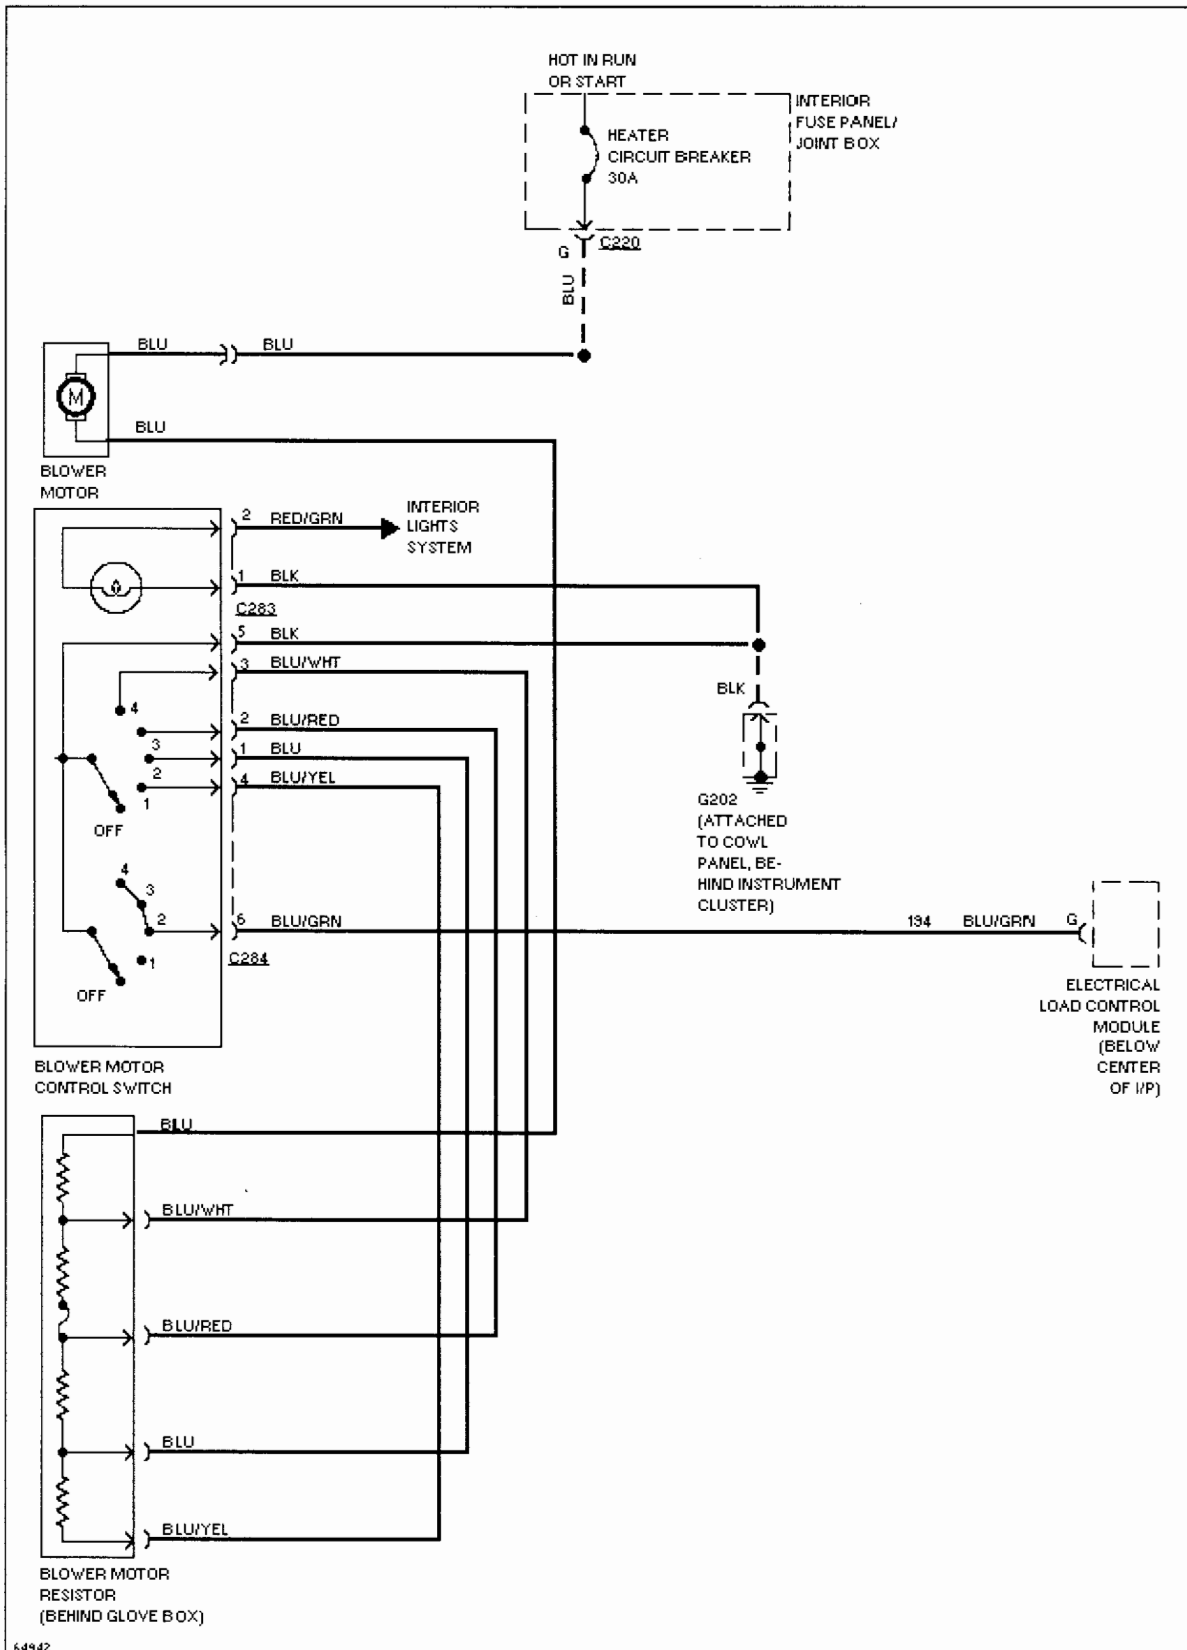 HOT IN RUN
OR START
INTERIOR
FUSE PANEL/
JOINT BOX
HEATER
CIRCUIT BREAKER
30A
G
C220
BLU
BLU
BLU
M
BLU
BLOWER
MOTOR
2
RED/GRN
INTERIOR
LIGHTS
SYSTEM
1
BLK
C283
5
BLK
3
BLU/WHT
BLK
4
2
BLU/RED
3
1
BLU
2
4
BLU/YEL
1
OFF
G202
(ATTACHED
TO COWL
PANEL, BE-
HIND INSTRUMENT
CLUSTER)
4
3
2
6
BLU/GRN
194
BLU/GRN
G
1
C284
OFF
ELECTRICAL
LOAD CONTROL
MODULE
(BELOW
CENTER
OF I/P)
BLOWER MOTOR
CONTROL SWITCH
BLU
BLU/WHT
BLU/RED
BLU
BLU/YEL
BLOWER MOTOR
RESISTOR
(BEHIND GLOVE BOX)
64942